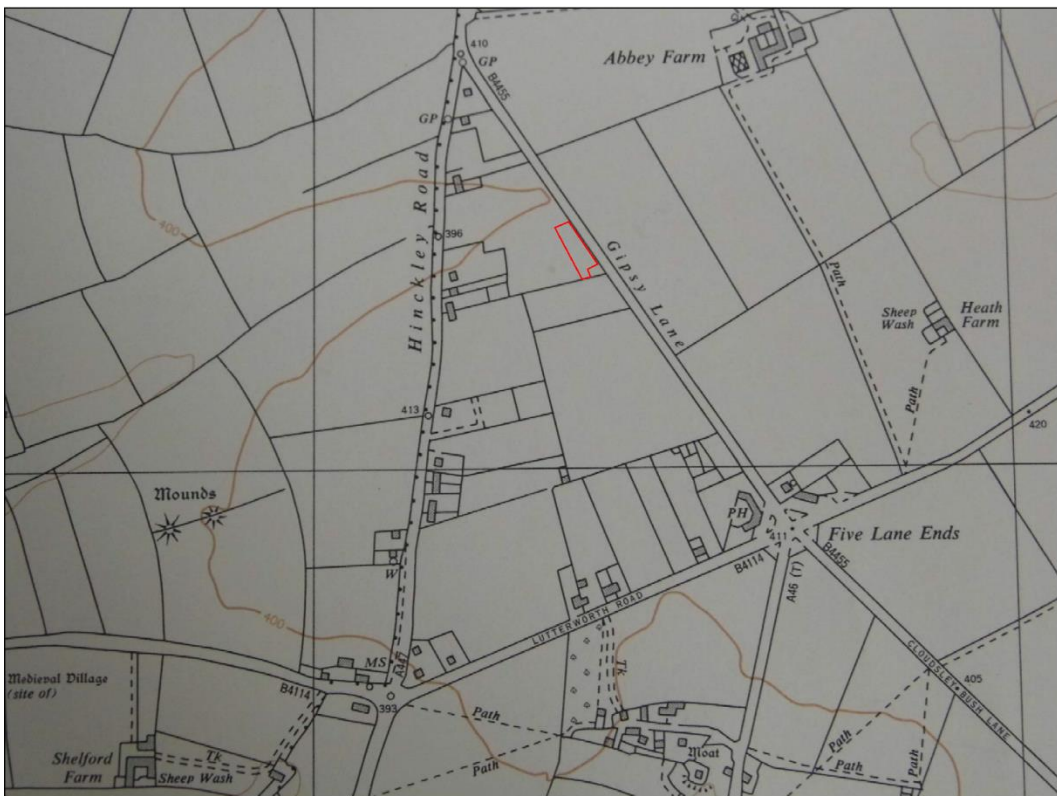 410
GP
B4455
Abbey Farm
GP
Hinckley Road
400
396
Gipsy Lane
Path
Sheep
Wash
Heath
Farm
Path
413
420
Mounds
PH
411
Five Lane Ends
W
B4114
B4455
A46 (T)
400
LUTTERWORTH ROAD
CLOUDSLEY BUSH LANE
MS
A447
Tk
405
Medieval Village
(site of)
B4114
393
Path
Path
Path
Path
Shelford
Farm
Tk
Sheep Wash
Moat